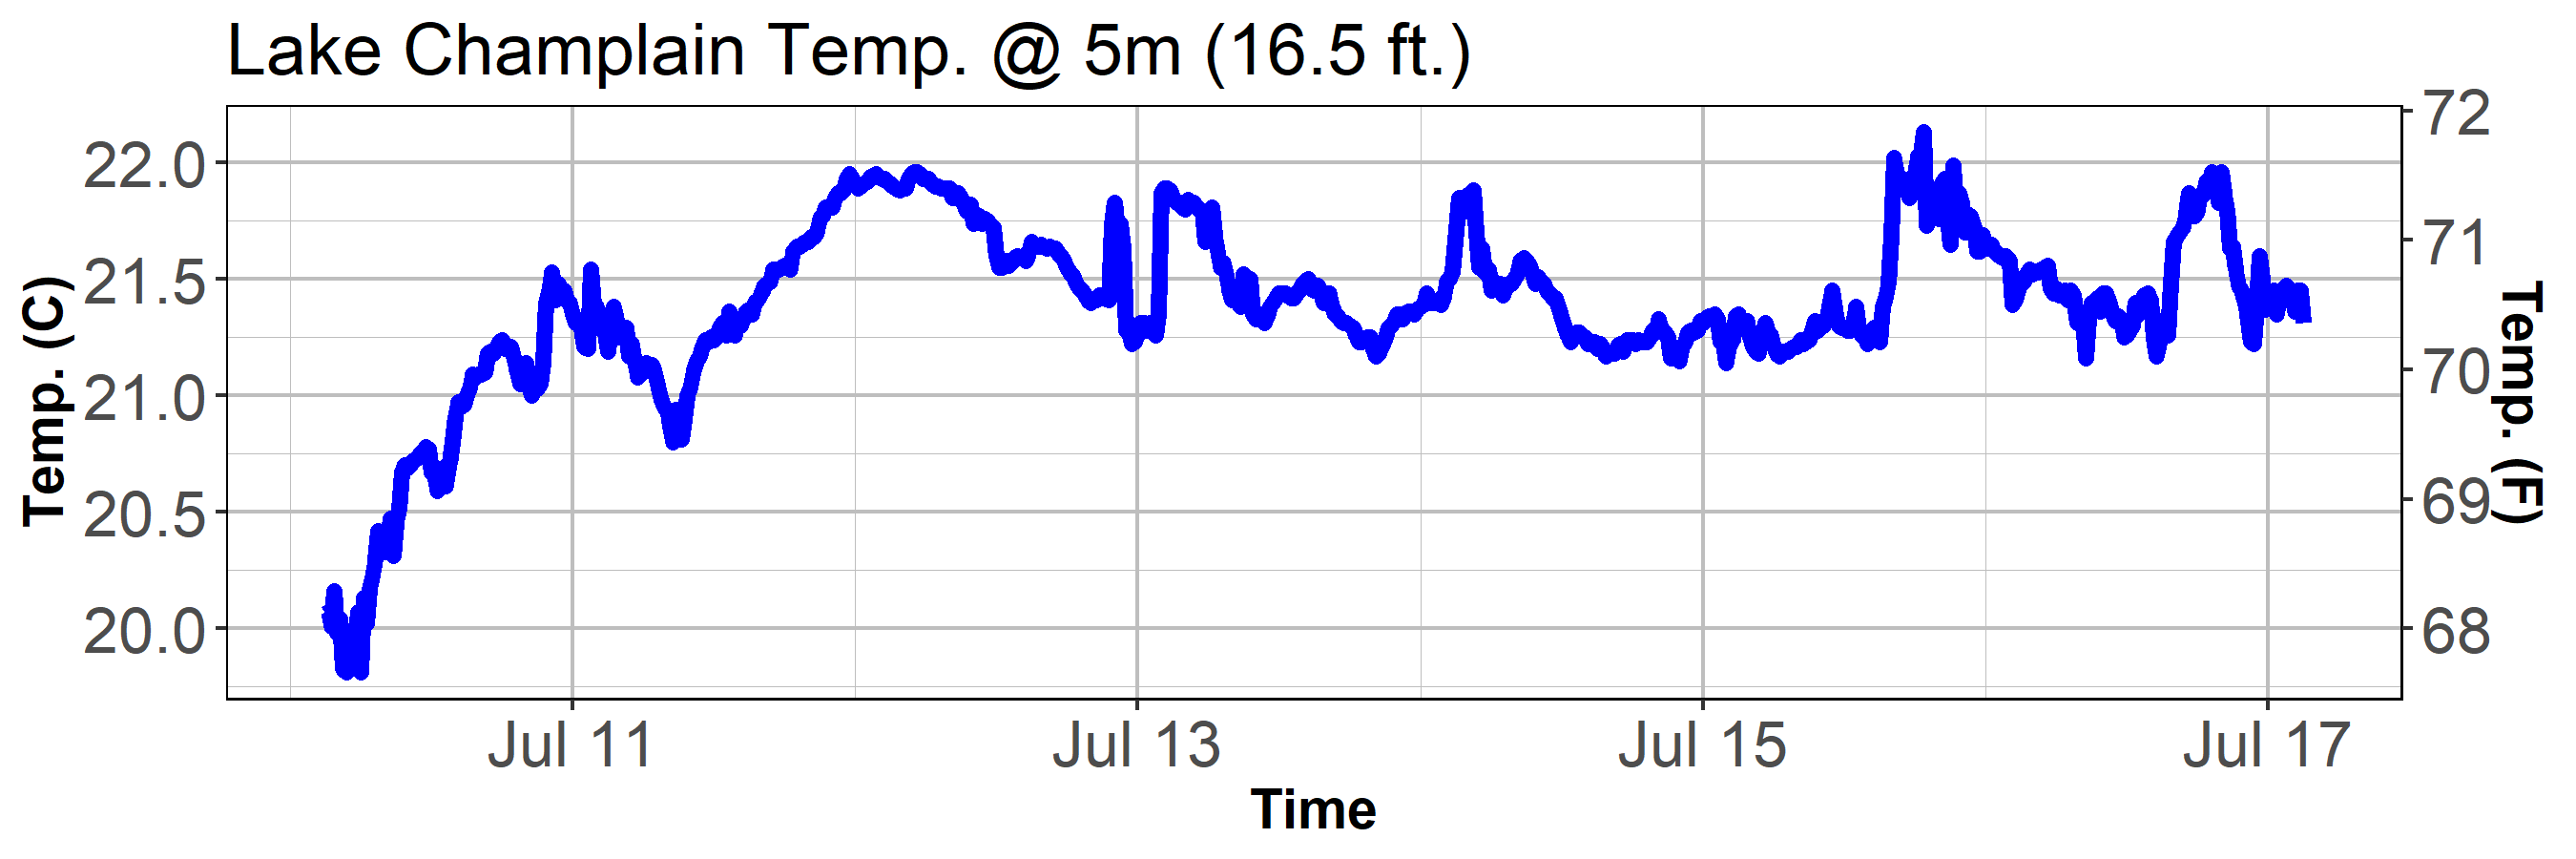 Lake Champlain Temp. @ 5m (16.5 ft.)
Temp. (C)
22.0
21.5
21.0
20.5
20.0
72
71
70
69
68
Temp. (F)
Jul 11
Jul 13
Jul 15
Jul 17
Time